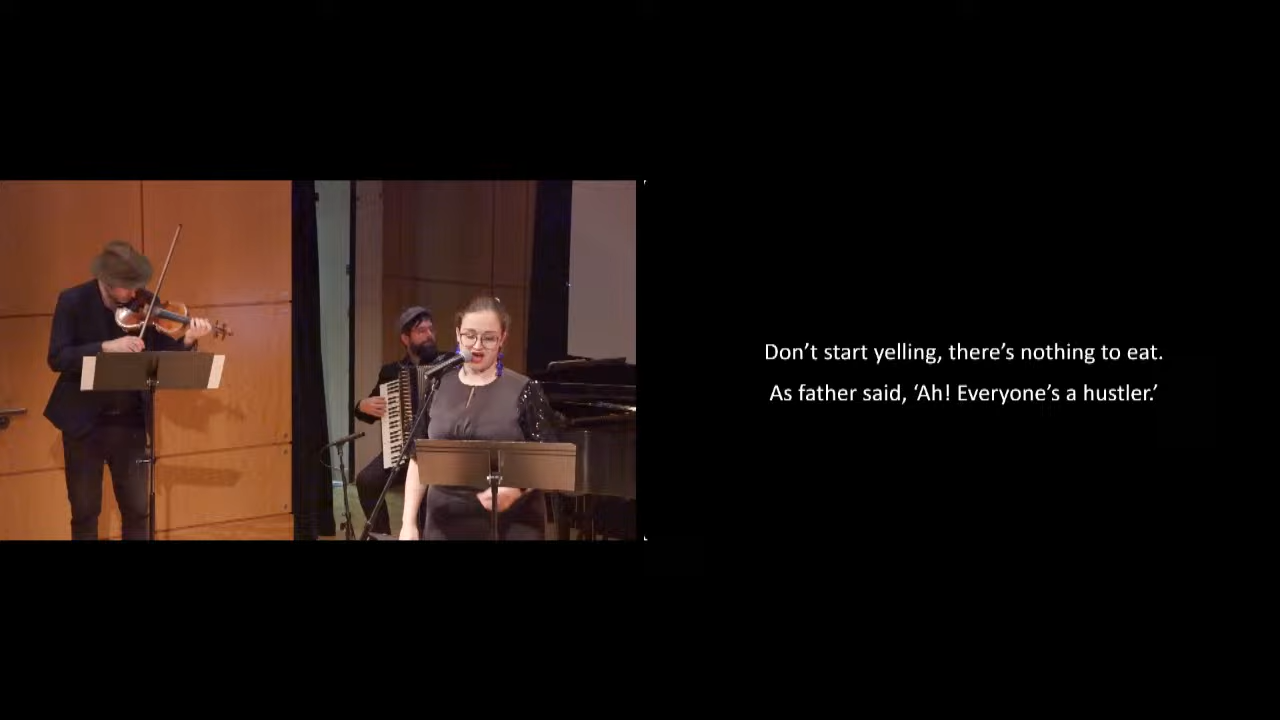 Don’t start yelling, there’s nothing to eat.
As father said, ‘Ah! Everyone’s a hustler.’